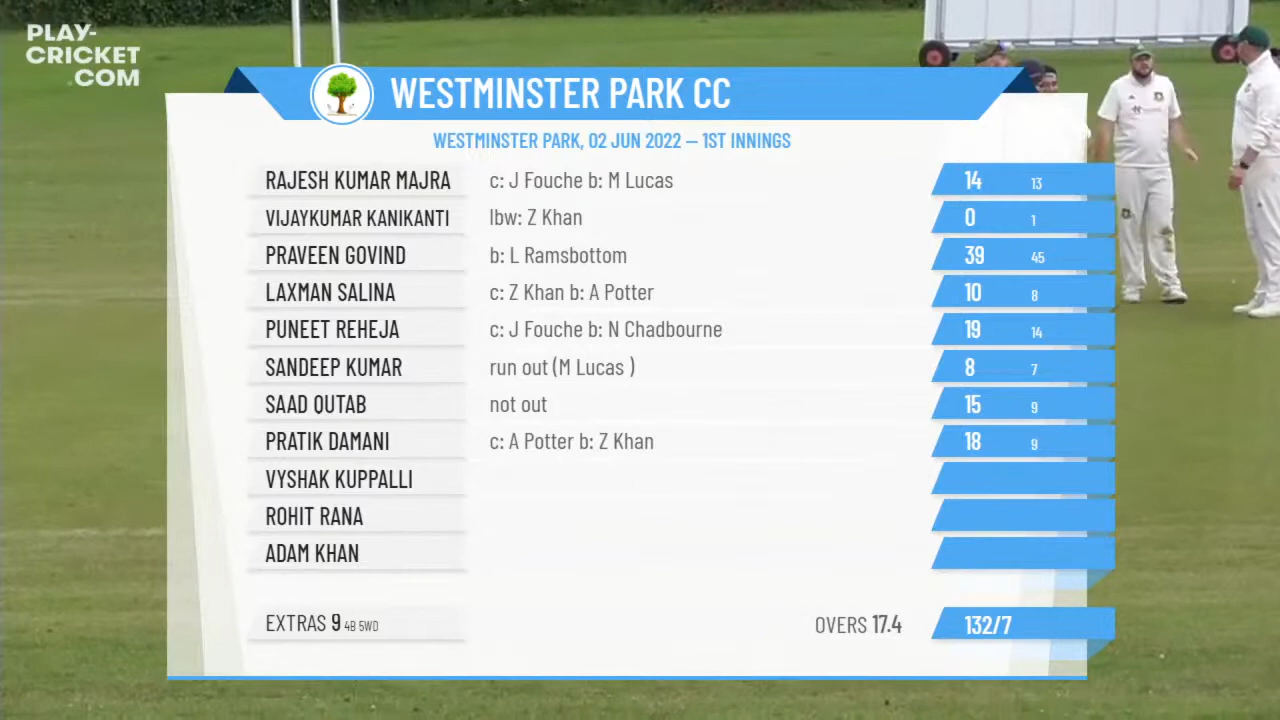 PLAY-
CRICKET
.COM
WESTMINSTER PARK CC
WESTMINSTER PARK, 02 JUN 2022 – 1ST INNINGS
RAJESH KUMAR MAJRA c: J Fouche b: M Lucas 14 13
VIJAYKUMAR KANIKANTI lbw: Z Khan 0 1
PRAVEEN GOVIND b: L Ramsbottom 39 45
LAXMAN SALINA c: Z Khan b: A Potter 10 8
PUNEET REHEJA c: J Fouche b: N Chadbourne 19 14
SANDEEP KUMAR run out (M Lucas ) 8 7
SAAD QUTAB not out 15 9
PRATIK DAMANI c: A Potter b: Z Khan 18 9
VYSHAK KUPPALLI
ROHIT RANA
ADAM KHAN
EXTRAS 9 4B 5WD OVERS 17.4 132/7